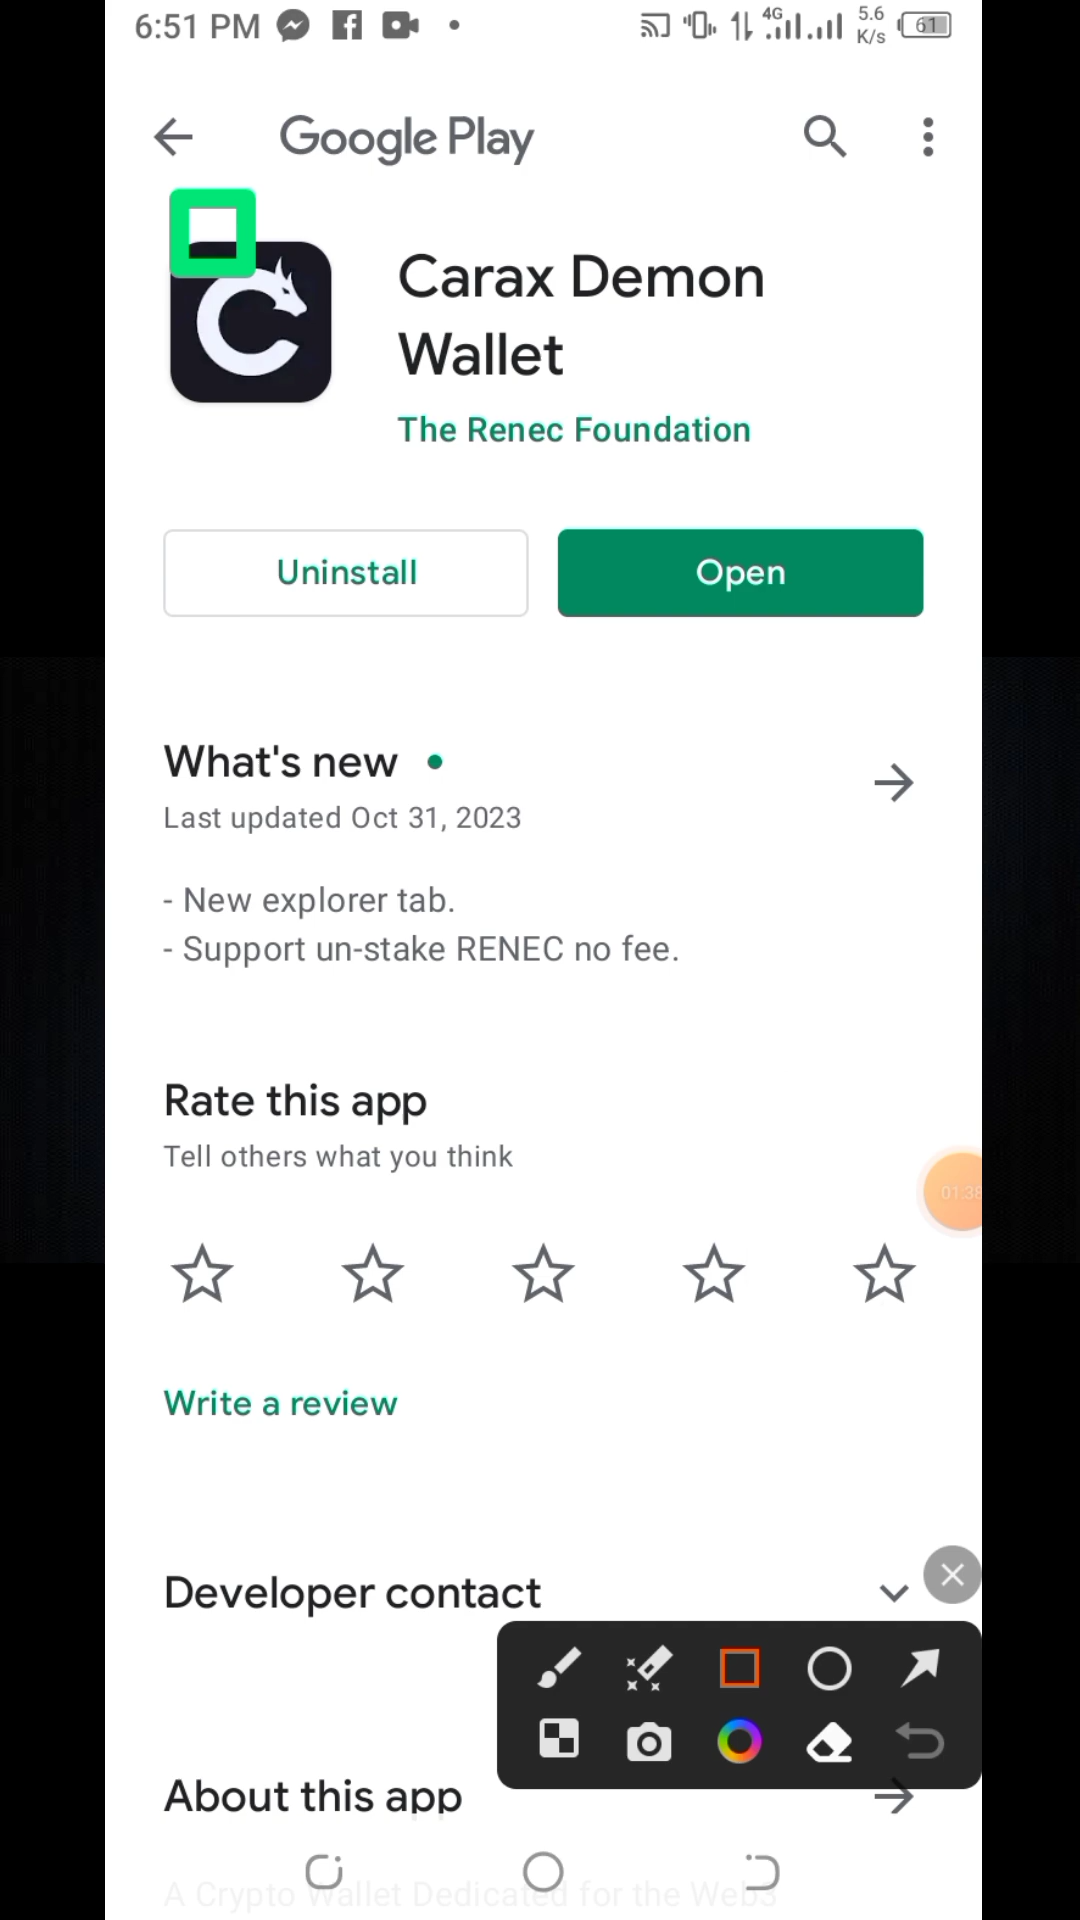 6:51 PM
4G
5.6
K/s
61
Google Play
Carax Demon
Wallet
The Renec Foundation
Uninstall
Open
What's new
Last updated Oct 31, 2023
- New explorer tab.
- Support un-stake RENEC no fee.
Rate this app
Tell others what you think
01:38
Write a review
Developer contact
About this app
A Crypto Wallet Dedicated for the Web3